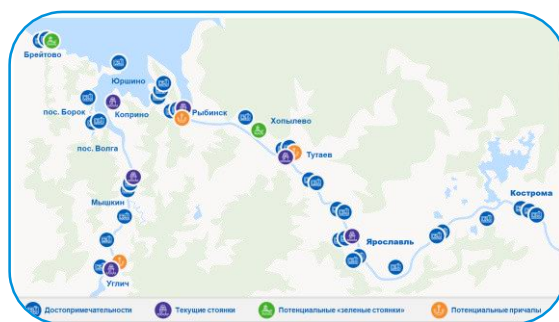 Брейтово
Юршино
пос. Борок
Коприно
Рыбинск
Хопылево
пос. Волга
Тутаев
Мышкин
Кострома
Ярославль
Углич
Достопримечательности
Текущие стоянки
Потенциальные «зеленые стоянки»
Потенциальные причалы